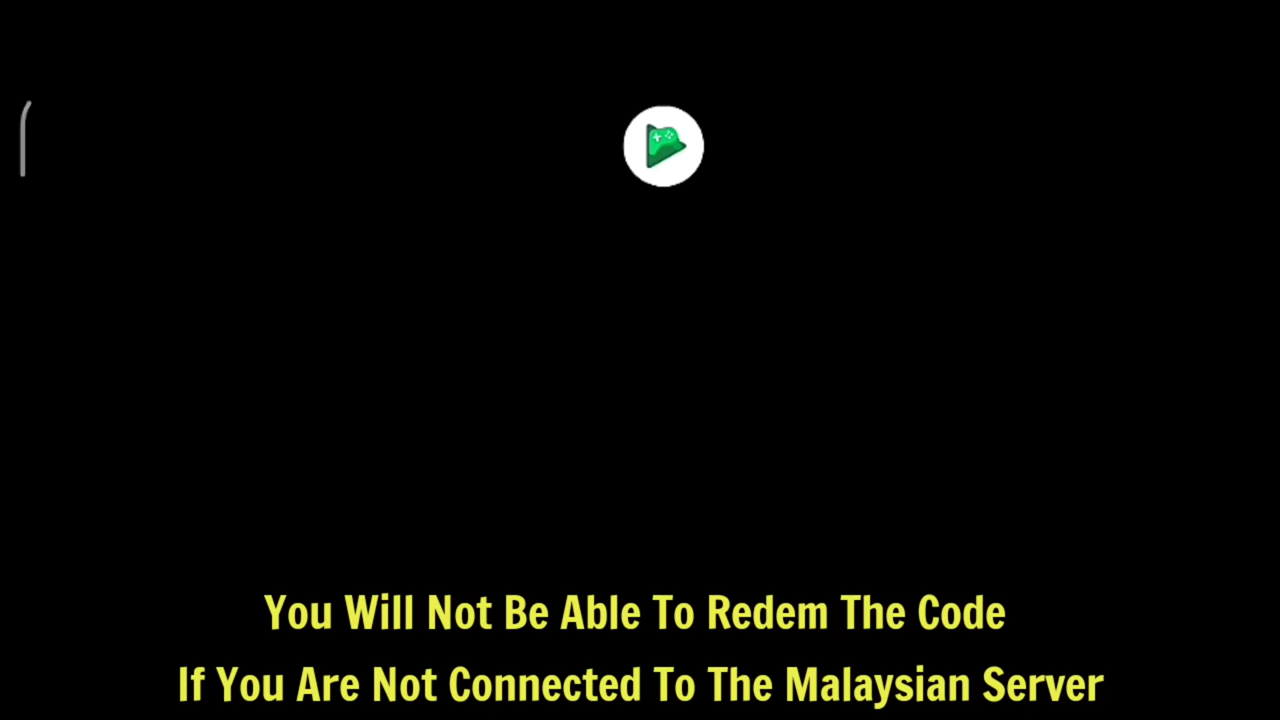 You Will Not Be Able To Redem The Code
If You Are Not Connected To The Malaysian Server